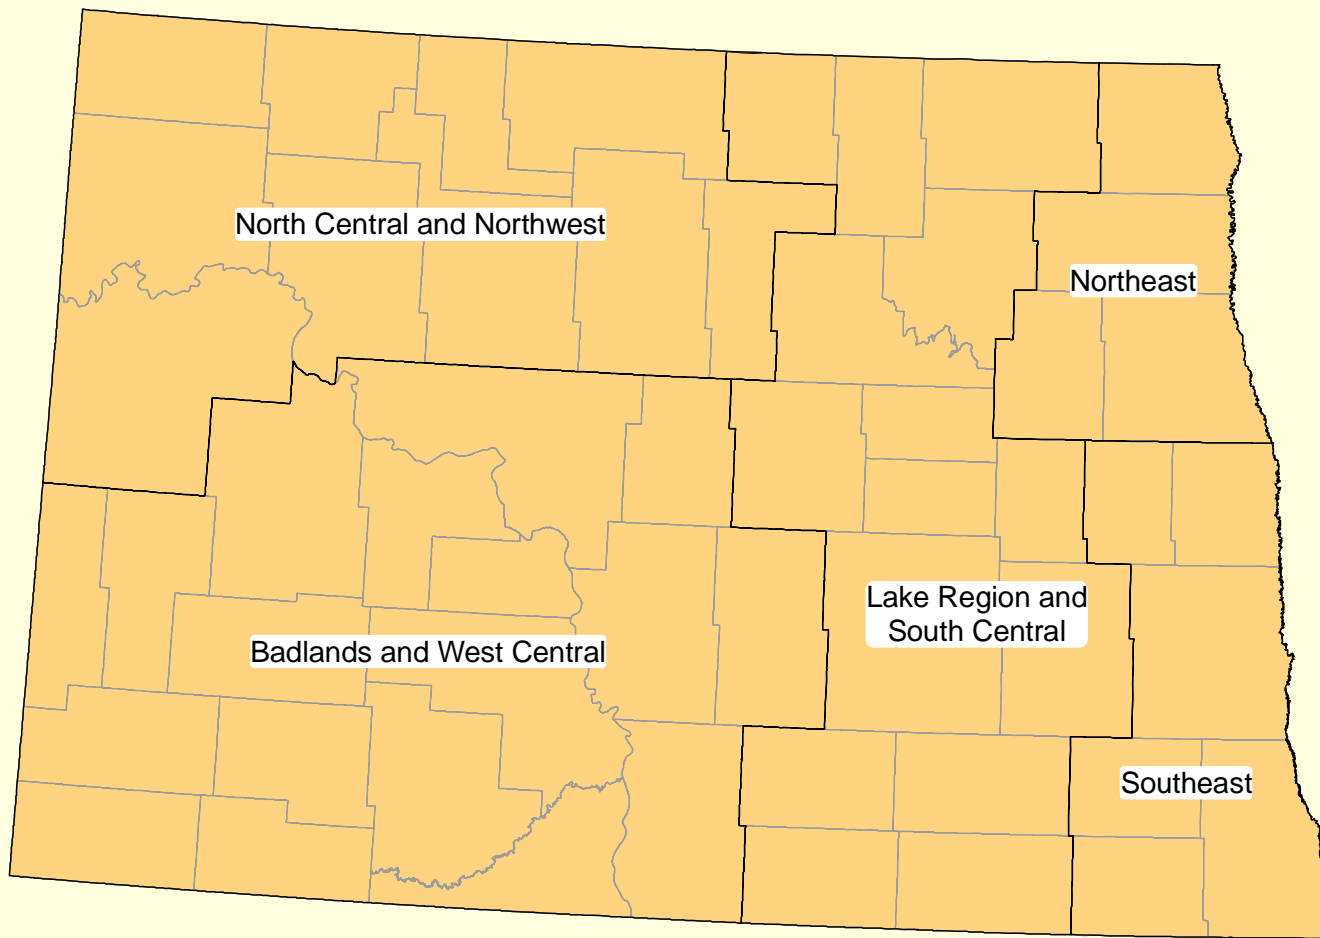 North Central and Northwest
Northeast
Lake Region and
South Central
Badlands and West Central
Southeast